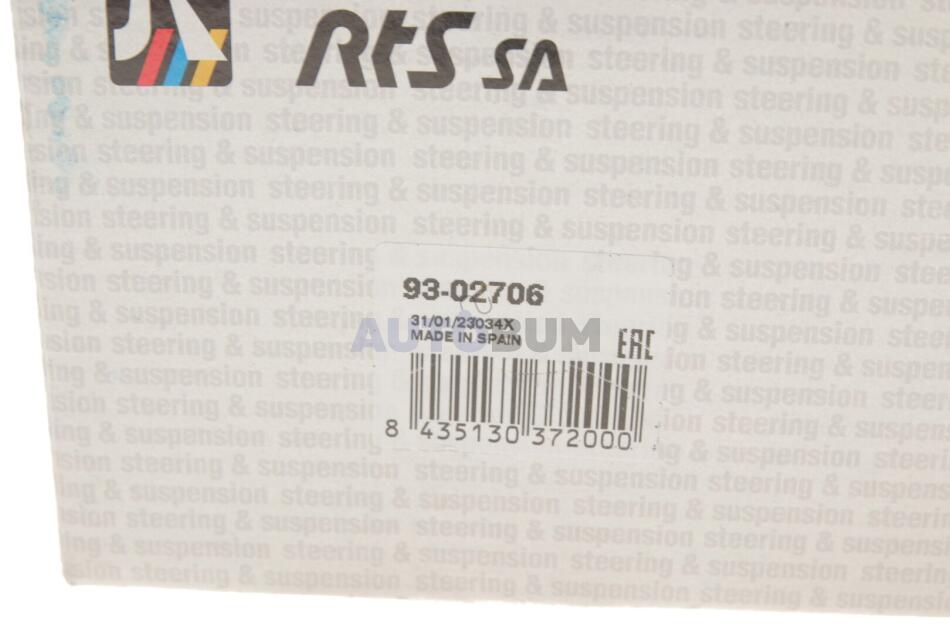 RTS SA
93-02706
31/01/23034X
MADE IN SPAIN
AUTOBUM
EAC
8 435130 372000
steering & suspension steering & suspension steering & suspension